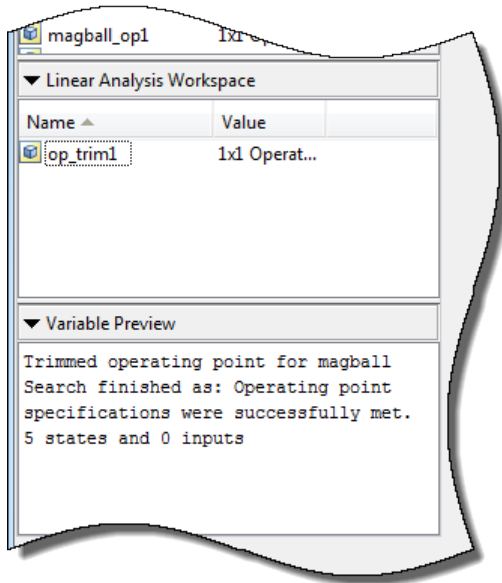 magball_op1
Linear Analysis Workspace
Name Value
op_trim1 1x1 Operat...
Variable Preview
Trimmed operating point for magball
Search finished as: Operating point
specifications were successfully met.
5 states and 0 inputs